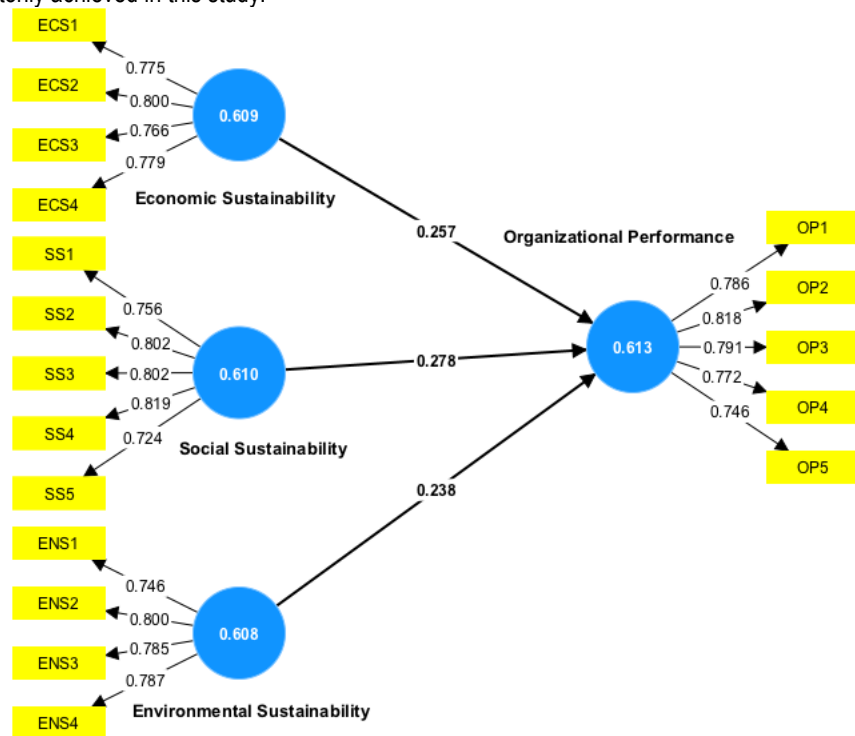 achieved in this study.
ECS1
0.775
ECS2
0.800
0.609
ECS3
0.766
0.779
ECS4
Economic Sustainability
0.257
SS1
0.756
SS2
0.802
SS3
0.802
0.610
0.278
SS4
0.819
0.724
Social Sustainability
SS5
Organizational Performance
OP1
0.786
OP2
0.818
0.613
0.791
OP3
0.772
OP4
0.746
OP5
0.238
ENS1
0.746
ENS2
0.800
0.608
ENS3
0.785
0.787
ENS4
Environmental Sustainability